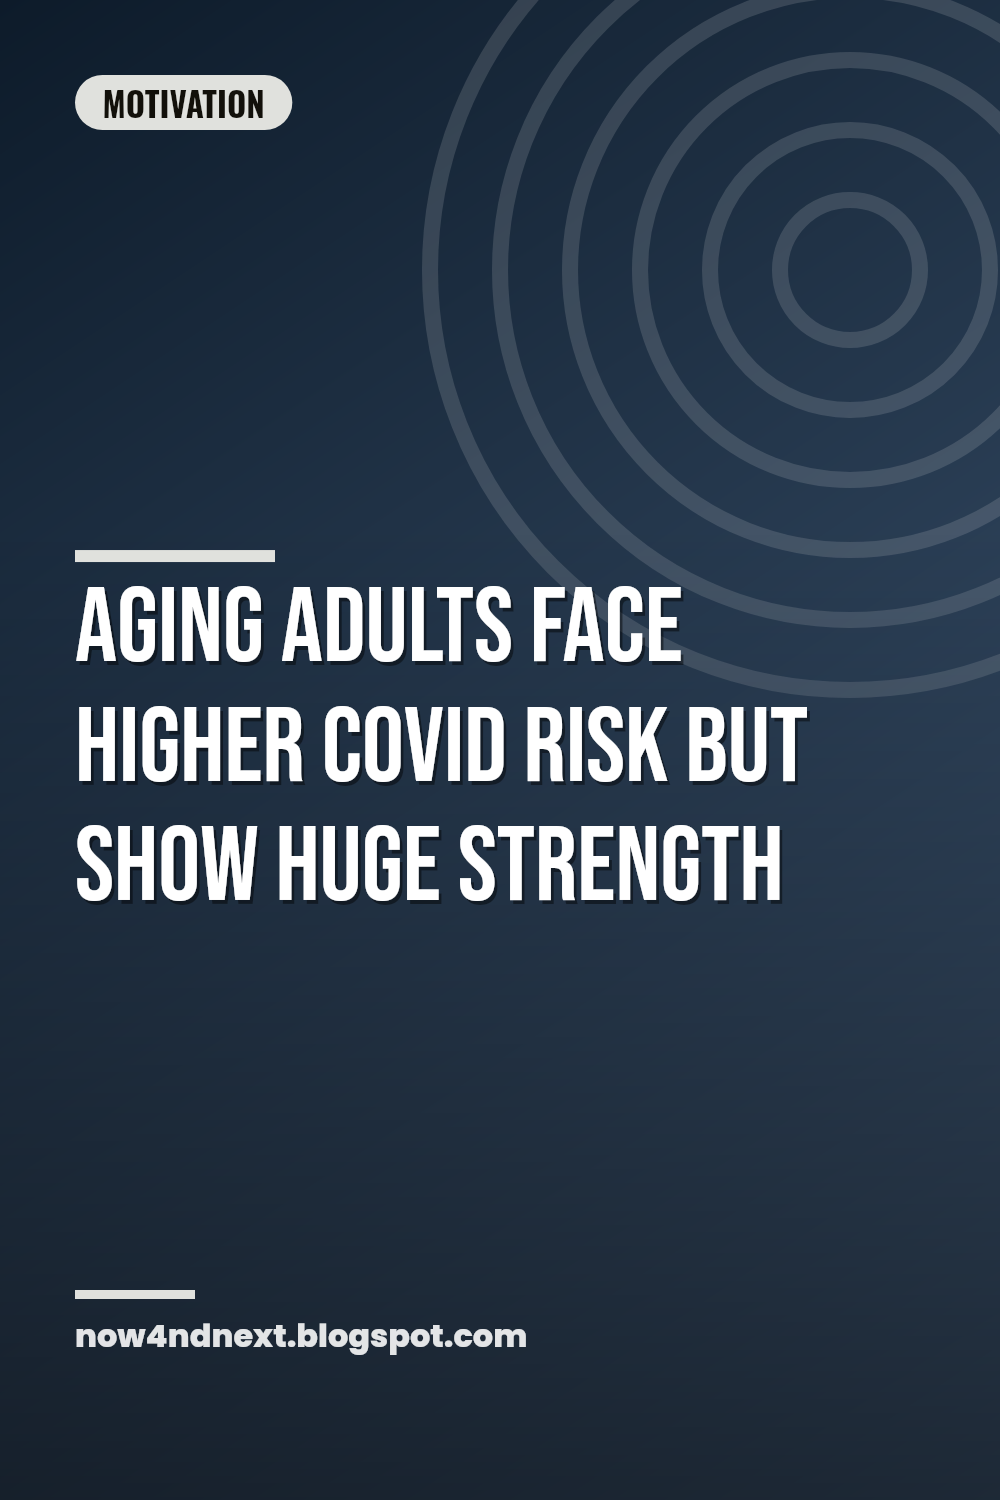 MOTIVATION
AGING ADULTS FACE
HIGHER COVID RISK BUT
SHOW HUGE STRENGTH
now4ndnext.blogspot.com